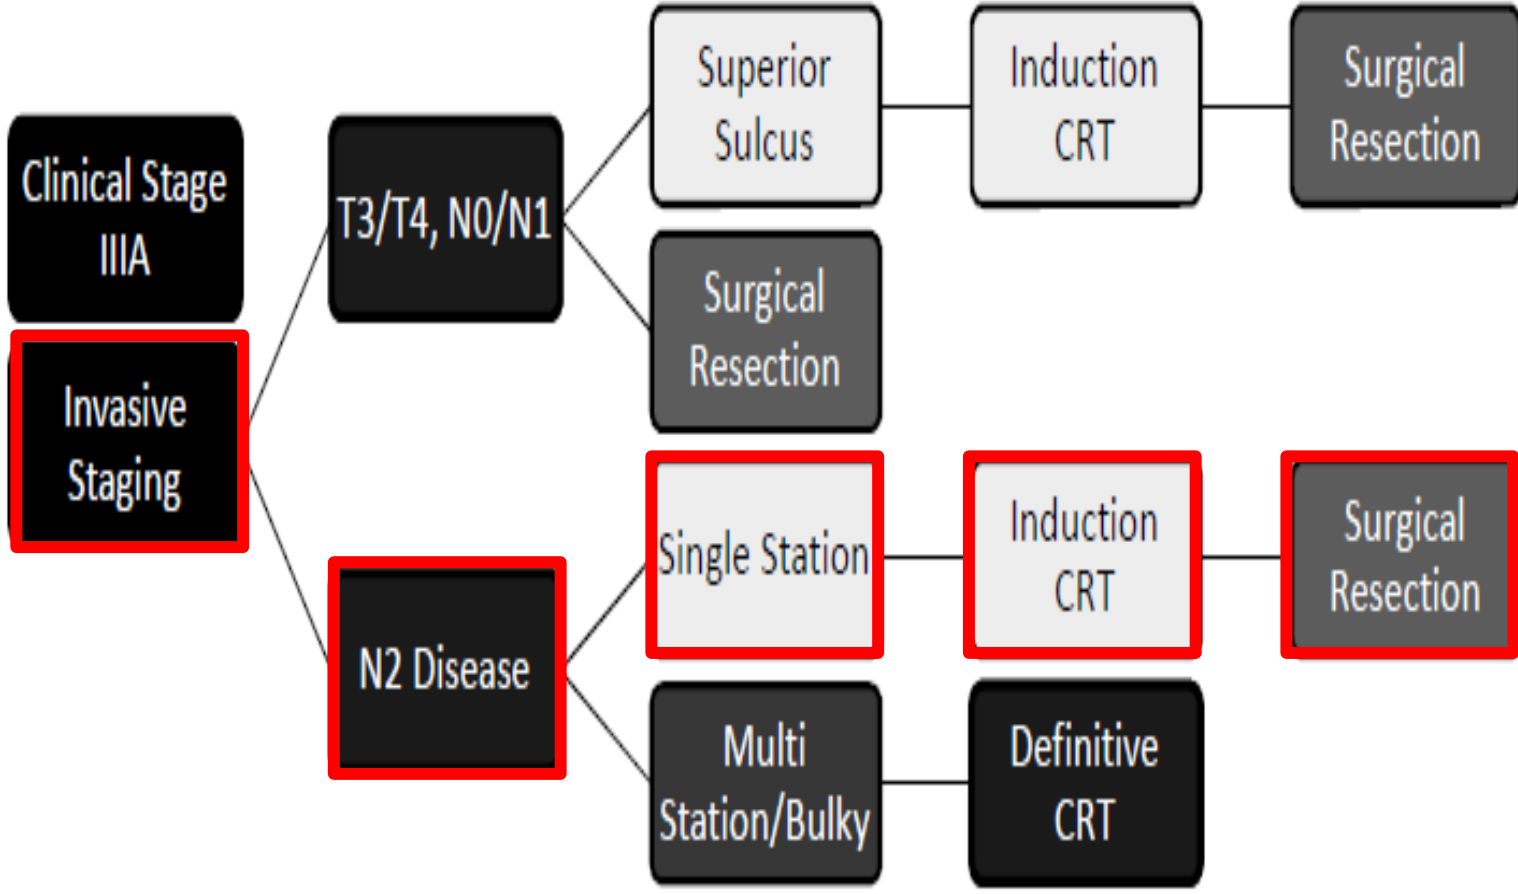 Clinical Stage
IIIA
Invasive
Staging
T3/T4, N0/N1
Superior
Sulcus
Induction
CRT
Surgical
Resection
Surgical
Resection
N2 Disease
Single Station
Induction
CRT
Surgical
Resection
Multi
Station/Bulky
Definitive
CRT